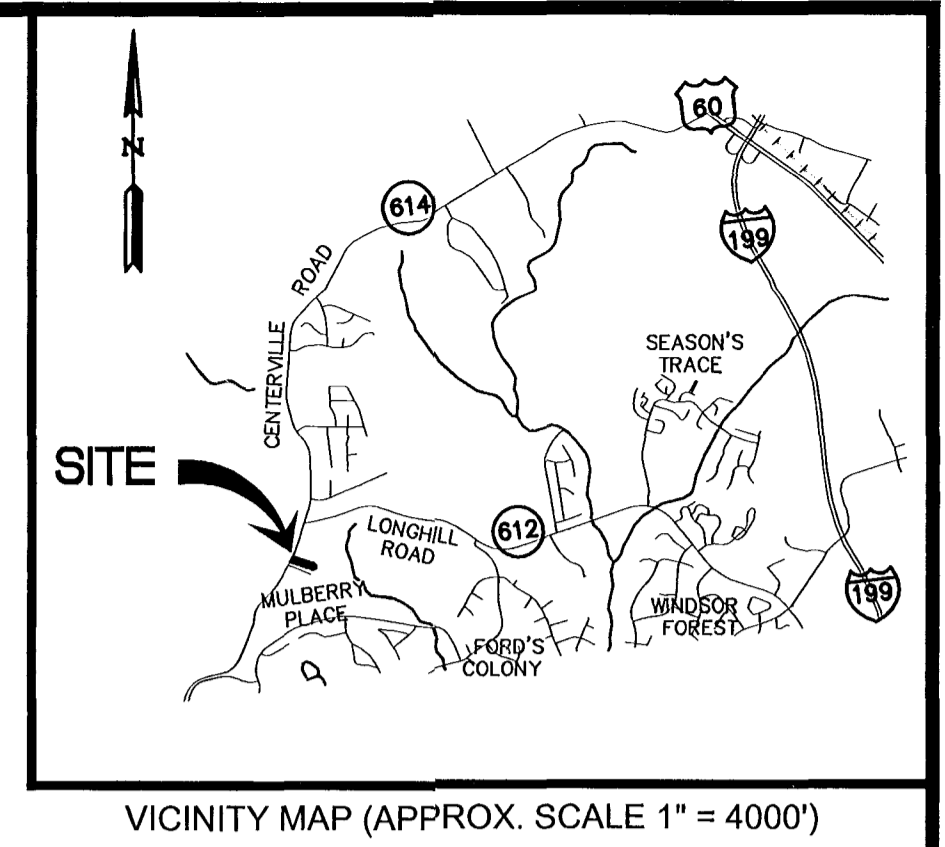 N
60
614
199
CENTERVILLE ROAD
SEASON'S
TRACE
SITE
LONGHILL
ROAD
612
MULBERRY
PLACE
FORD'S
COLONY
WINDSOR
FOREST
199
VICINITY MAP (APPROX. SCALE 1" = 4000')